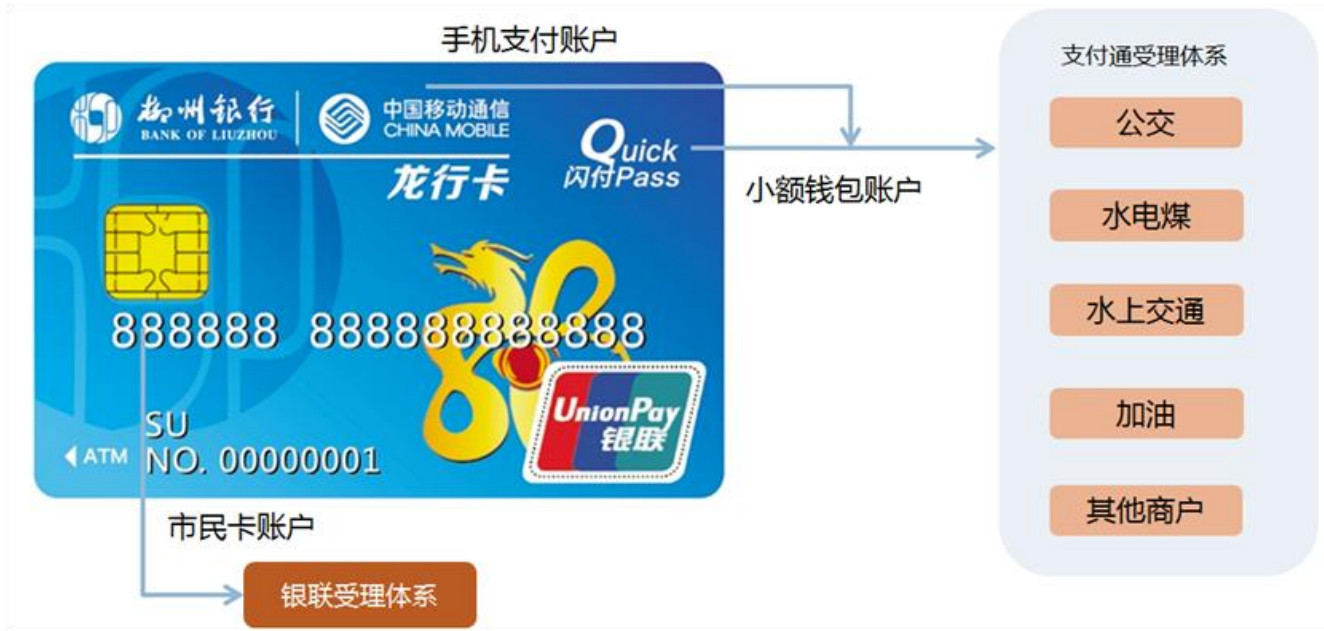 手机支付账户
柳州银行
BANK OF LIUZHOU
中国移动通信
CHINA MOBILE
龙行卡
Quick
闪付Pass
小额钱包账户
888888 888888888888
SU
ATM NO. 00000001
UnionPay
银联
市民卡账户
银联受理体系
支付通受理体系
公交
水电煤
水上交通
加油
其他商户